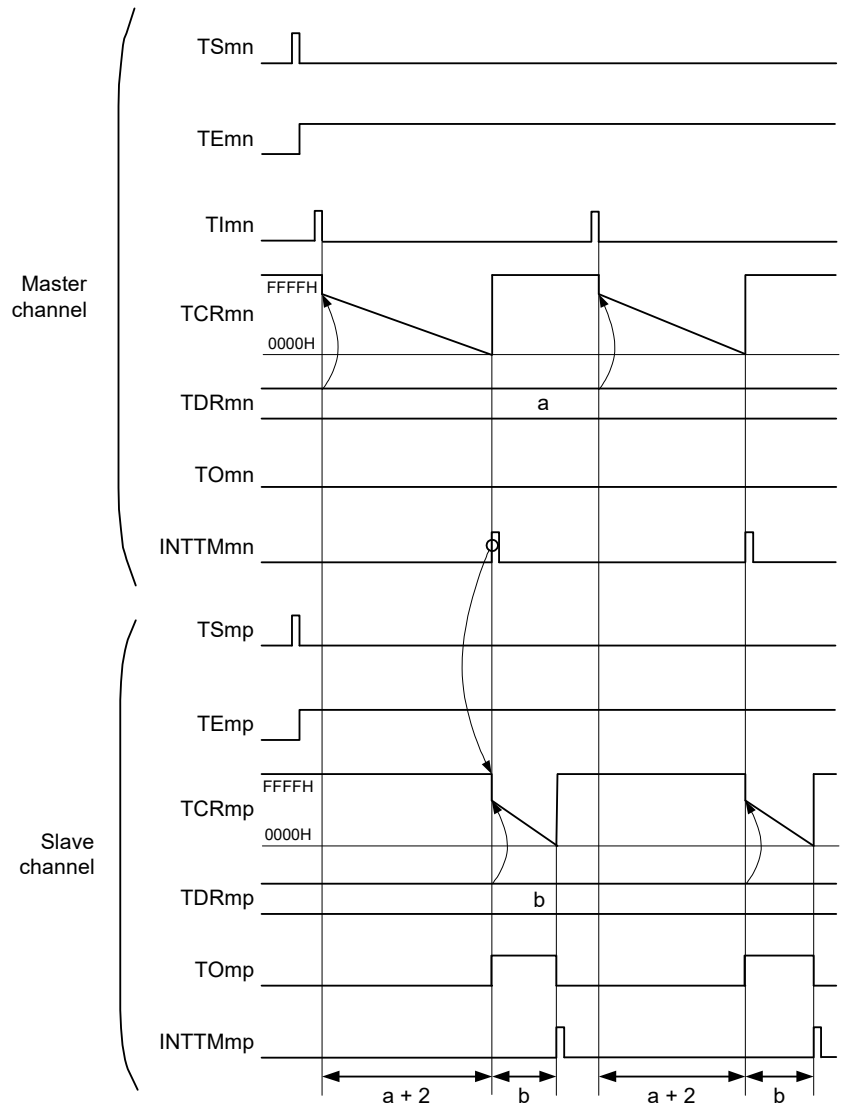 TSmn
TEmn
TImn
Master
channel
FFFFH
TCRmn
0000H
TDRmn
a
TOmn
INTTMmn
TSmp
TEmp
FFFFH
TCRmp
0000H
Slave
channel
TDRmp
b
TOmp
INTTMmp
a + 2 b a + 2 b